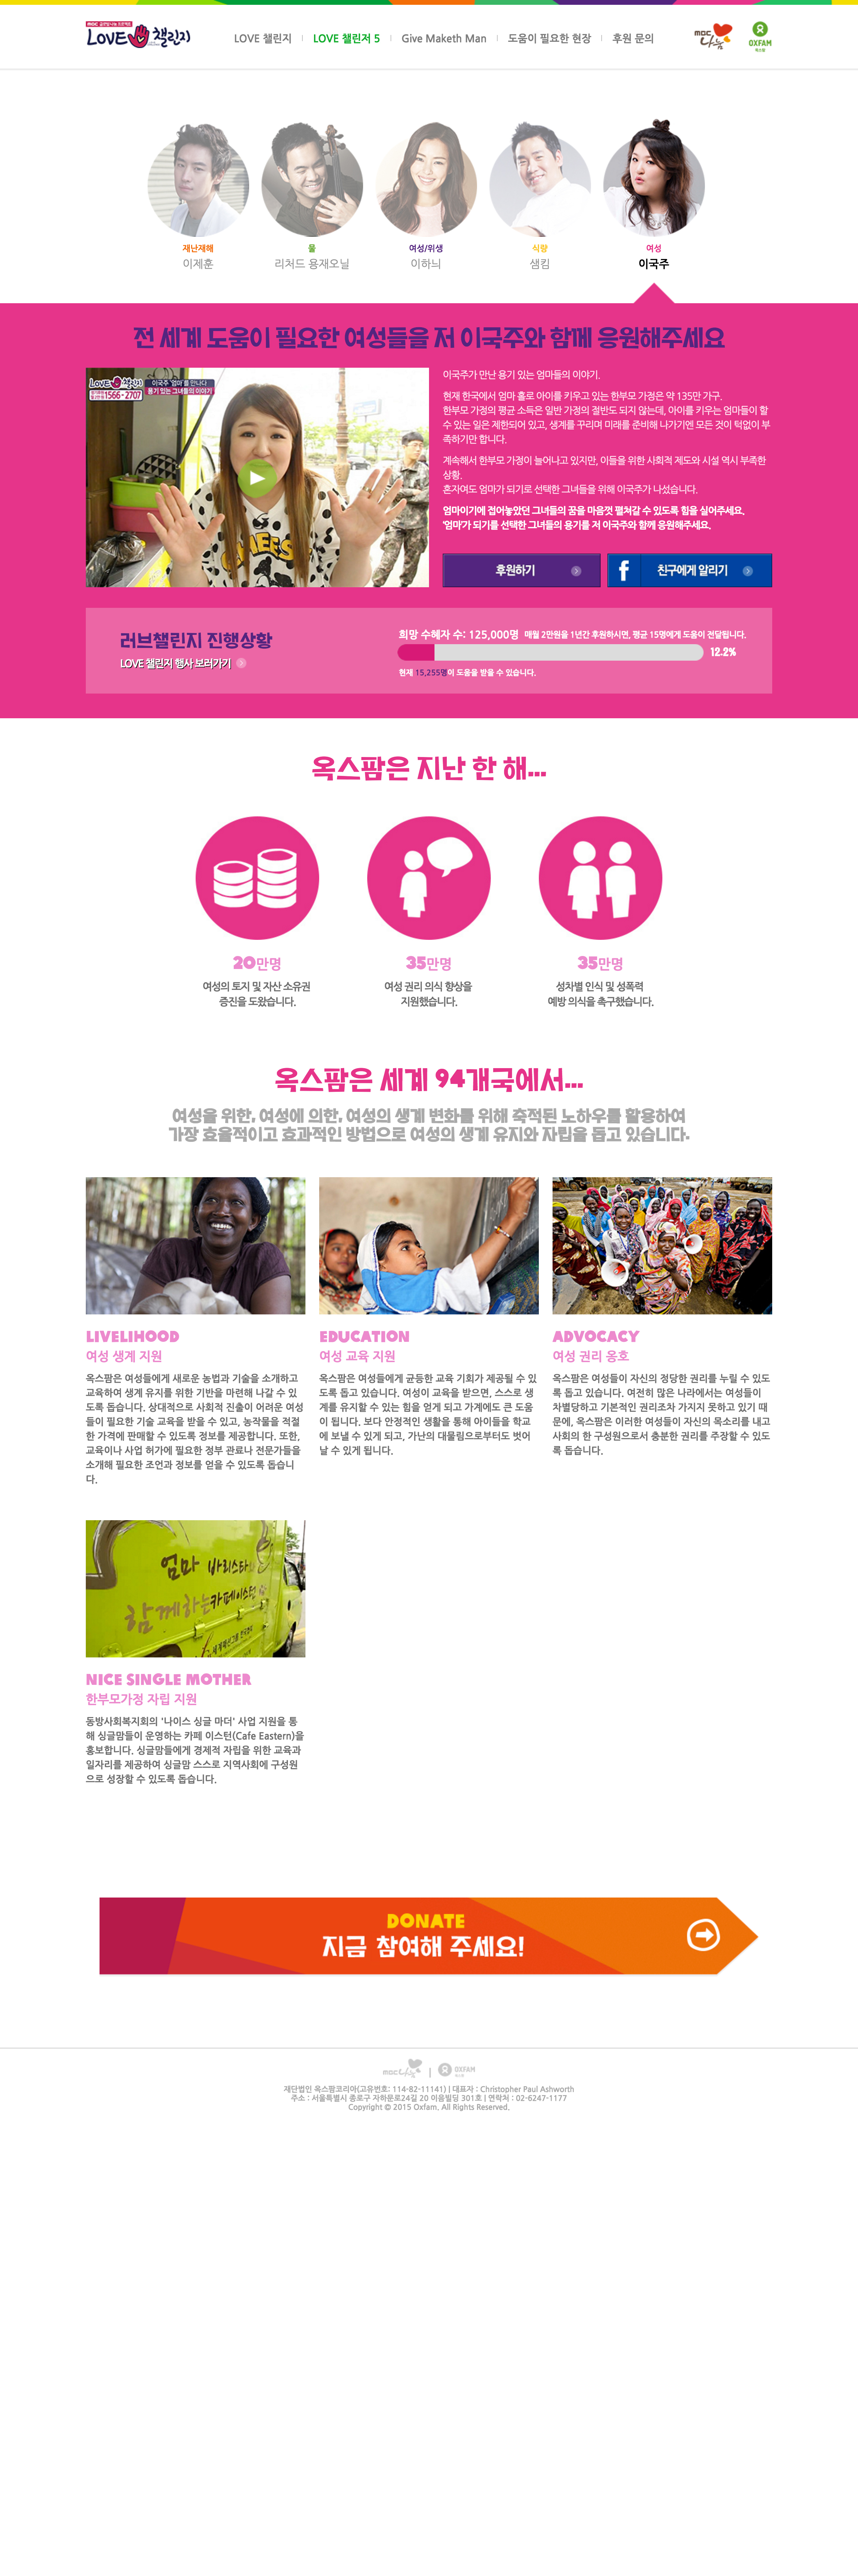 MBC 글로벌 나눔 프로젝트
LOVE 챌린지
LOVE 챌린지
LOVE 챌린저 5
Give Maketh Man
도움이 필요한 현장
후원 문의
MBC 나눔
OXFAM
옥스팜
재난재해
이제훈
물
리처드 용재오닐
여성/위생
이하늬
식량
샘킴
여성
이국주
전 세계 도움이 필요한 여성들을 저 이국주와 함께 응원해주세요
LOVE 챌린지
1566-2707
이국주 '엄마'를 만나다
용기 있는 그녀들의 이야기
이국주가 만난 용기 있는 엄마들의 이야기.
현재 한국에서 엄마 홀로 아이를 키우고 있는 한부모 가정은 약 135만 가구.
한부모 가정의 평균 소득은 일반 가정의 절반도 되지 않는데, 아이를 키우는 엄마들이 할
수 있는 일은 제한되어 있고, 생계를 꾸리며 미래를 준비해 나가기엔 모든 것이 턱없이 부
족하기만 합니다.
계속해서 한부모 가정이 늘어나고 있지만, 이들을 위한 사회적 제도와 시설 역시 부족한
상황.
혼자여도 엄마가 되기로 선택한 그녀들을 위해 이국주가 나섰습니다.
엄마이기에 접어놓았던 그녀들의 꿈을 마음껏 펼쳐갈 수 있도록 힘을 실어주세요.
'엄마'가 되기를 선택한 그녀들의 용기를 저 이국주와 함께 응원해주세요.
후원하기
f 친구에게 알리기
러브챌린지 진행상황
LOVE 챌린지 행사 보러가기
희망 수혜자 수: 125,000명 매월 2만원을 1년간 후원하시면, 평균 15명에게 도움이 전달됩니다.
12.2%
현재 15,255명이 도움을 받을 수 있습니다.
옥스팜은 지난 한 해...
20만명
여성의 토지 및 자산 소유권
증진을 도왔습니다.
35만명
여성 권리 의식 향상을
지원했습니다.
35만명
성차별 인식 및 성폭력
예방 의식을 촉구했습니다.
옥스팜은 세계 94개국에서...
여성을 위한, 여성에 의한, 여성의 생계 변화를 위해 축적된 노하우를 활용하여
가장 효율적이고 효과적인 방법으로 여성의 생계 유지와 자립을 돕고 있습니다.
LIVELIHOOD
여성 생계 지원
옥스팜은 여성들에게 새로운 농법과 기술을 소개하고
교육하여 생계 유지를 위한 기반을 마련해 나갈 수 있
도록 돕습니다. 상대적으로 사회적 진출이 어려운 여성
들이 필요한 기술 교육을 받을 수 있고, 농작물을 적절
한 가격에 판매할 수 있도록 정보를 제공합니다. 또한,
교육이나 사업 허가에 필요한 정부 관료나 전문가들을
소개해 필요한 조언과 정보를 얻을 수 있도록 돕습니
다.
EDUCATION
여성 교육 지원
옥스팜은 여성들에게 균등한 교육 기회가 제공될 수 있
도록 돕고 있습니다. 여성이 교육을 받으면, 스스로 생
계를 유지할 수 있는 힘을 얻게 되고 가계에도 큰 도움
이 됩니다. 보다 안정적인 생활을 통해 아이들을 학교
에 보낼 수 있게 되고, 가난의 대물림으로부터도 벗어
날 수 있게 됩니다.
ADVOCACY
여성 권리 옹호
옥스팜은 여성들이 자신의 정당한 권리를 누릴 수 있도
록 돕고 있습니다. 여전히 많은 나라에서는 여성들이
차별당하고 기본적인 권리조차 가지지 못하고 있기 때
문에, 옥스팜은 이러한 여성들이 자신의 목소리를 내고
사회의 한 구성원으로서 충분한 권리를 주장할 수 있도
록 돕습니다.
엄마 바리스타
함께하는카페이스턴
NICE SINGLE MOTHER
한부모가정 자립 지원
동방사회복지회의 '나이스 싱글 마더' 사업 지원을 통
해 싱글맘들이 운영하는 카페 이스턴(Cafe Eastern)을
홍보합니다. 싱글맘들에게 경제적 자립을 위한 교육과
일자리를 제공하여 싱글맘 스스로 지역사회에 구성원
으로 성장할 수 있도록 돕습니다.
DONATE
지금 참여해 주세요!
MBC 나눔 | OXFAM
재단법인 옥스팜코리아(고유번호: 114-82-11141) | 대표자 : Christopher Paul Ashworth
주소 : 서울특별시 종로구 자하문로24길 20 이음빌딩 301호 | 연락처 : 02-6247-1177
Copyright © 2015 Oxfam. All Rights Reserved.